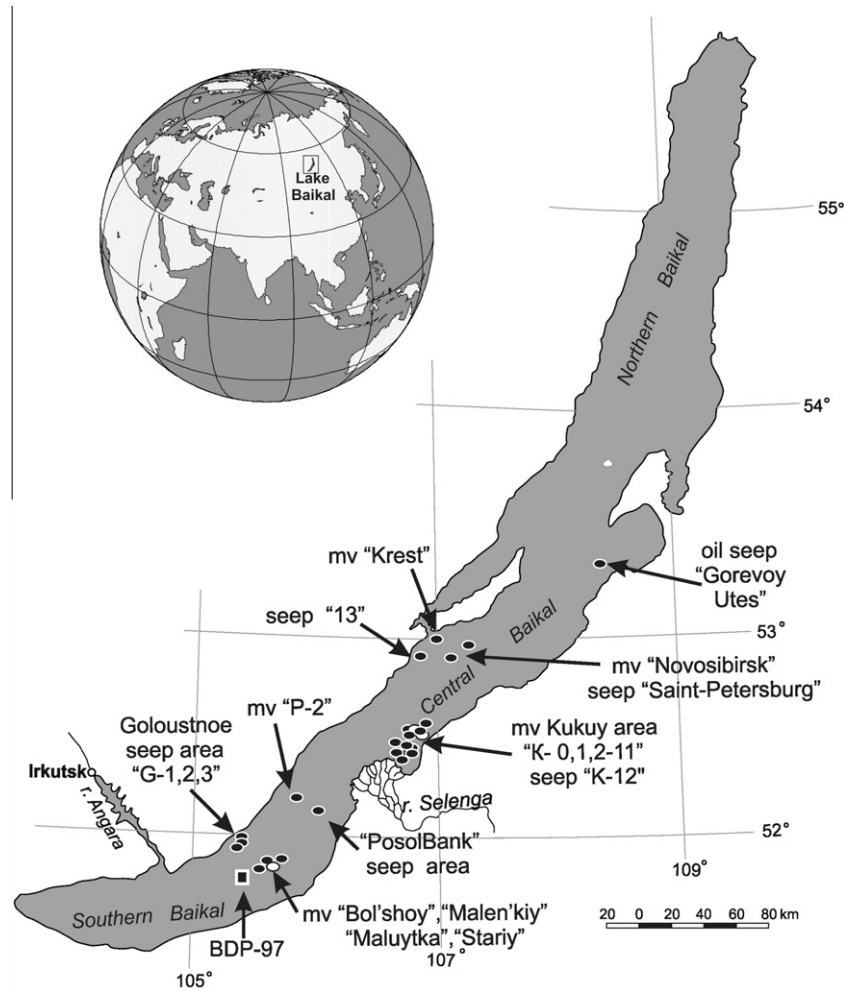 Lake
Baikal
55°
Northern Baikal
54°
mv “Krest”
oil seep
“Gorevoy
Utes”
seep “13”
53°
Central Baikal
mv “Novosibirsk”
seep “Saint-Petersburg”
mv “P-2”
Goloustnoe
seep area
“G-1,2,3”
mv Kukuy area
“K- 0,1,2-11”
seep “K-12"
Irkutsk
r. Angara
r. Selenga
52°
“PosolBank”
seep area
109°
Southern Baikal
mv “Bol’shoy”,“Malen’kiy”
“Maluytka”,“Stariy”
BDP-97
20 0 20 40 60 80 km
105°
107°